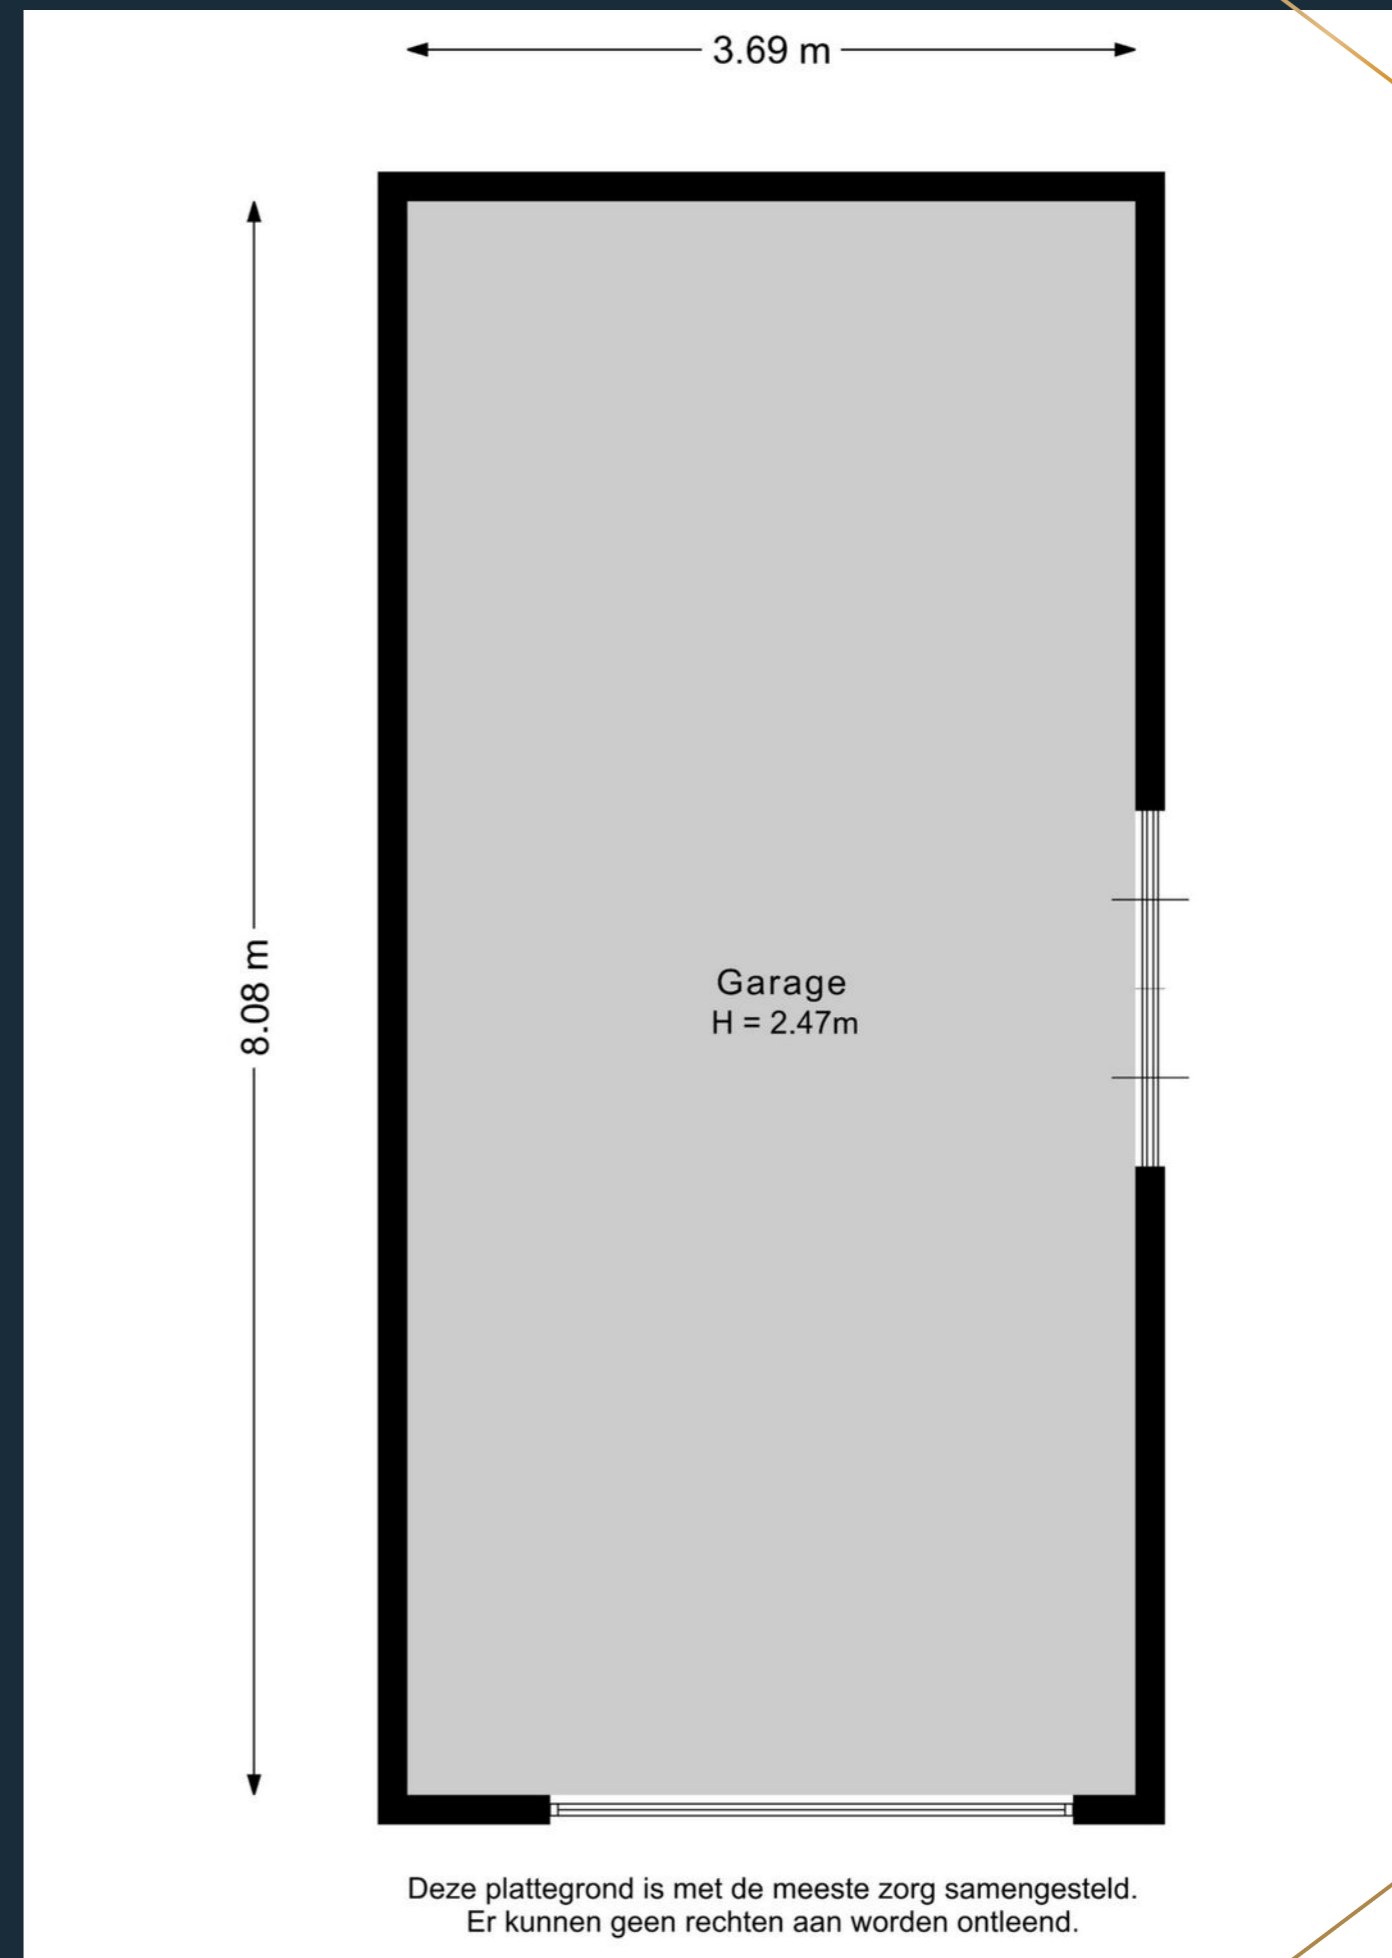 3.69 m
8.08 m
Garage
H = 2.47m
Deze plattegrond is met de meeste zorg samengesteld.
Er kunnen geen rechten aan worden ontleend.